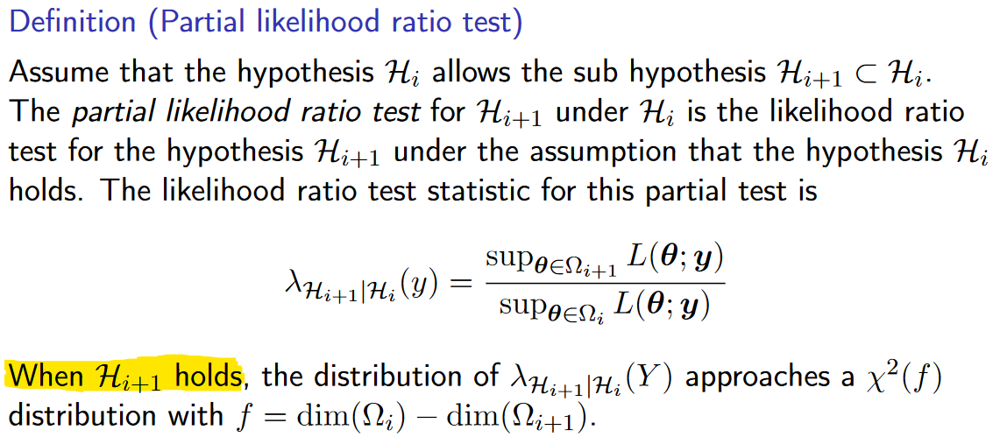 Definition (Partial likelihood ratio test)
Assume that the hypothesis $\mathcal{H}_i$ allows the sub hypothesis $\mathcal{H}_{i+1} \subset \mathcal{H}_i$.
The partial likelihood ratio test for $\mathcal{H}_{i+1}$ under $\mathcal{H}_i$ is the likelihood ratio
test for the hypothesis $\mathcal{H}_{i+1}$ under the assumption that the hypothesis $\mathcal{H}_i$
holds. The likelihood ratio test statistic for this partial test is
$\lambda_{\mathcal{H}_{i+1}|\mathcal{H}_i}(y) = \frac{\sup_{\boldsymbol{\theta} \in \Omega_{i+1}} L(\boldsymbol{\theta}; \boldsymbol{y})}{\sup_{\boldsymbol{\theta} \in \Omega_i} L(\boldsymbol{\theta}; \boldsymbol{y})}$
When $\mathcal{H}_{i+1}$ holds, the distribution of $\lambda_{\mathcal{H}_{i+1}|\mathcal{H}_i}(Y)$ approaches a $\chi^2(f)$
distribution with $f = \dim(\Omega_i) - \dim(\Omega_{i+1})$.